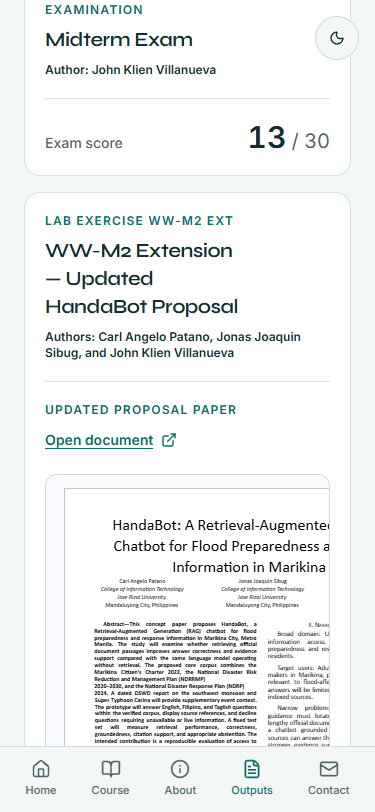 EXAMINATION
Midterm Exam
Author: John Klien Villanueva
Exam score
13 / 30
LAB EXERCISE WW-M2 EXT
WW-M2 Extension
— Updated
HandaBot Proposal
Authors: Carl Angelo Patano, Jonas Joaquin
Sibug, and John Klien Villanueva
UPDATED PROPOSAL PAPER
Open document
HandaBot: A Retrieval-Augmente
Chatbot for Flood Preparedness a
Information in Marikina
Carl Angelo Patano
College of Information Technology
Jose Rizal University
Mandaluyong City, Philippines
Jonas Joaquin Sibug
College of Information Technology
Jose Rizal University
Mandaluyong City, Philippines
Abstract—This concept paper proposes HandaBot, a
Retrieval-Augmented Generation (RAG) chatbot for flood
preparedness and disaster information in Marikina City, Metro
Manila. The study will examine whether retrieving official
document passages improves answer correctness and evidence
support compared with the same language model operating
without retrieval. The proposed core corpus combines the
Marikina Citizen's Charter 2022, the National Disaster Risk
Reduction and Management Plan (NDRRMP)
2020–2030, and the National Disaster Response Plan (NDRP)
2024. A dated DSWD report on the southwest monsoon and
Super Typhoon Carina will provide supplementary event context.
The prototype will answer English, Filipino, and Taglish questions
within the verified corpus, display source references, and decline
questions requiring unavailable or live information. A fixed test
set will measure retrieval performance, correctness,
groundedness, citation support, and appropriate abstention. The
intended contribution is a reproducible evaluation of access to
Broad domain: U
information access.
preparedness and res
residents.
Target users: Adu
makers in Marikina, p
relevant to flood-affe
answers will be limited
indexed sources.
Narrow problem:
guidance must locat
lengthy official docum
a chatbot grounded
sources can answer th
Home
Course
About
Outputs
Contact